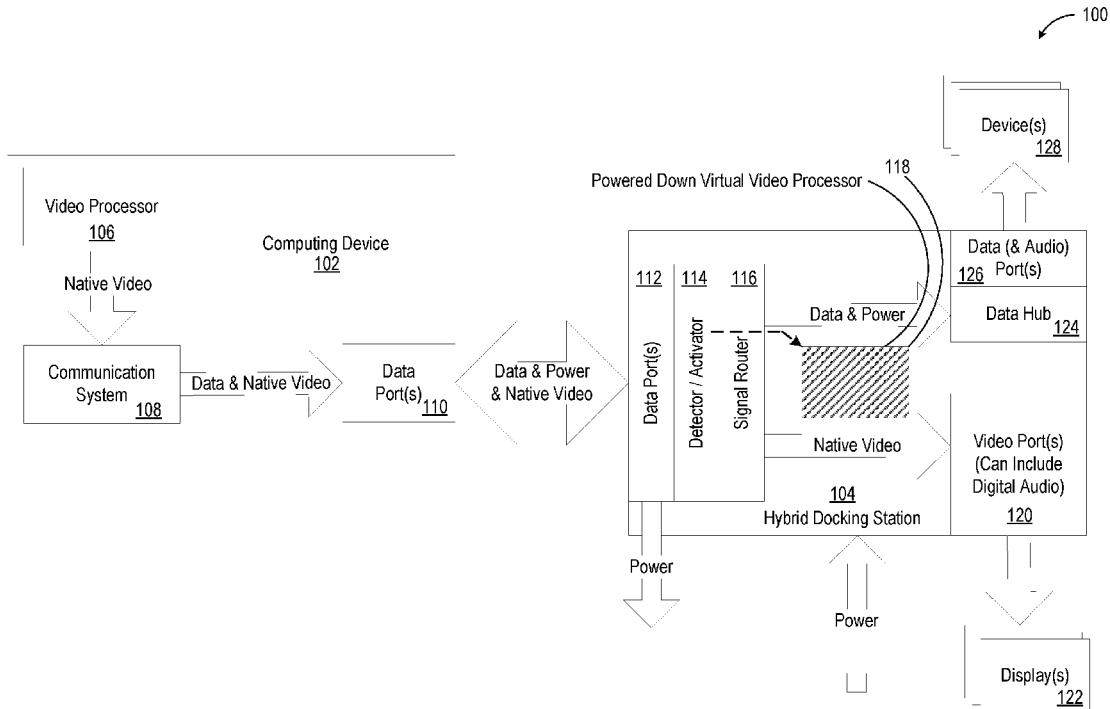 100
Device(s)
128
118
Powered Down Virtual Video Processor
Video Processor
106
Computing Device
102
Native Video
Data (& Audio)
Port(s)
126
112
114
116
Data & Power
Data Hub
124
Communication
System
108
Data & Native Video
Data
Port(s)
110
Data & Power
& Native Video
Data Port(s)
Detector / Activator
Signal Router
Native Video
Video Port(s)
(Can Include
Digital Audio)
120
104
Hybrid Docking Station
Power
Power
Display(s)
122